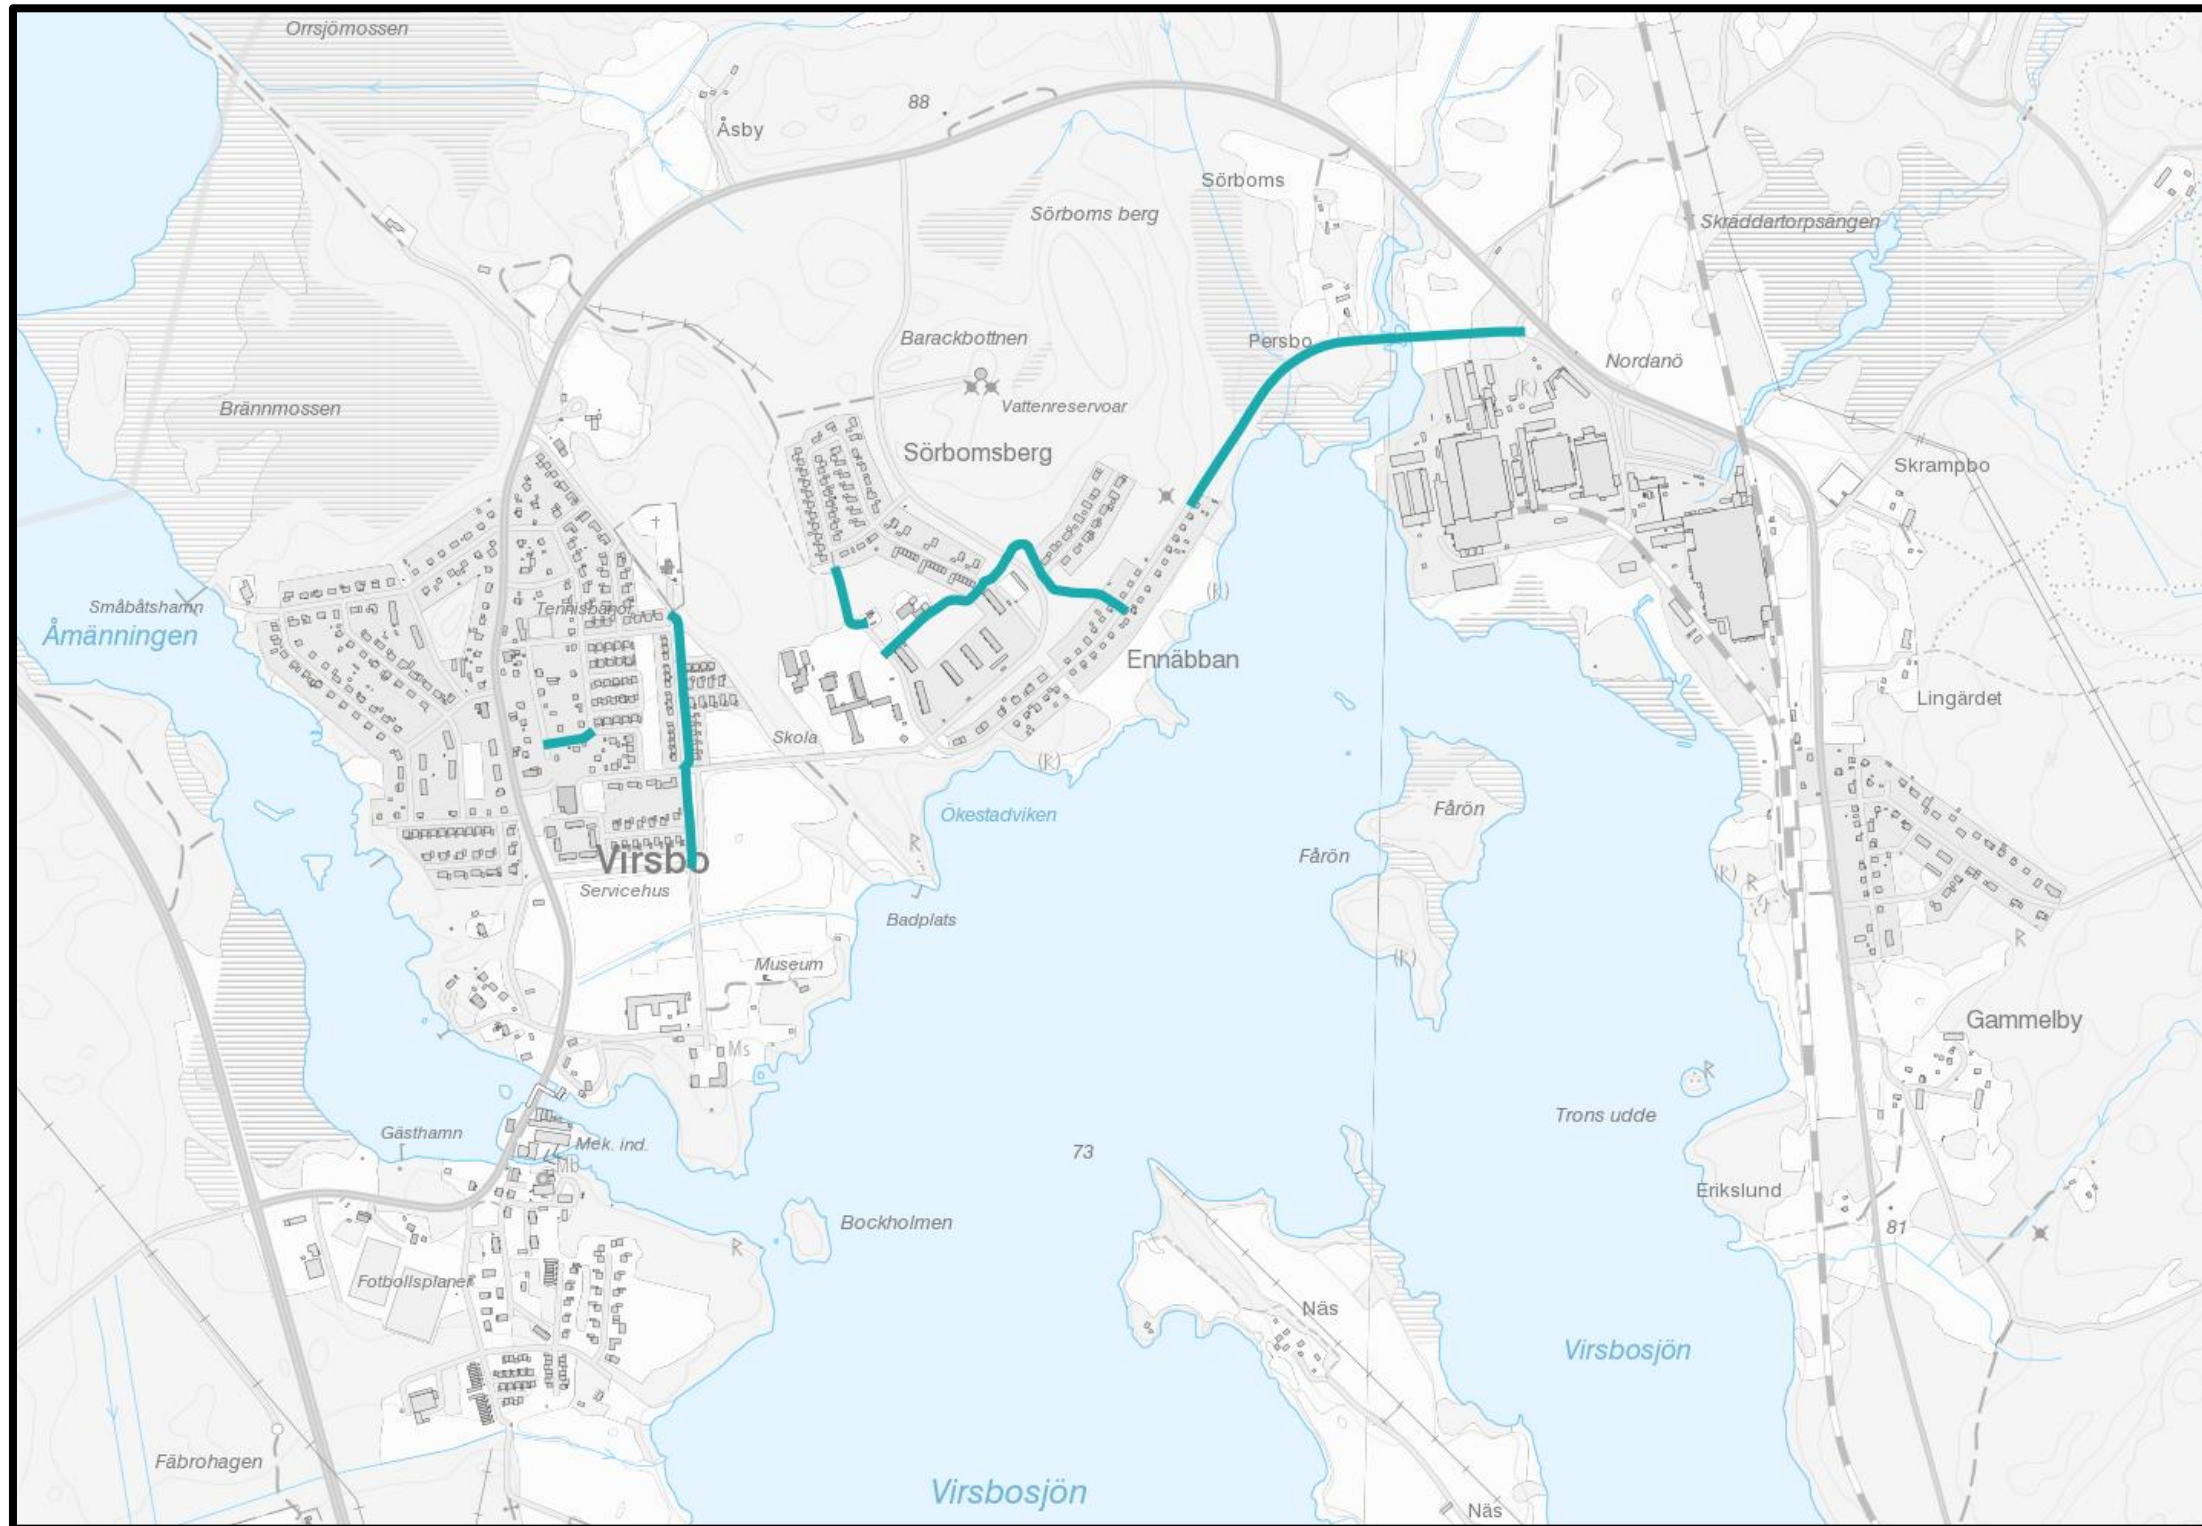 Orrsjömossen
88
Åsby
Sörboms
Sörboms berg
Skräddartorpsängen
Barackbottnen
Persbo
Nordanö
(R)
Brännmossen
Vattenreservoar
Sörbomsberg
Skrampbo
Småbåtshamn
Tennisbanor
(R)
Åmänningen
Ennäbban
Lingärdet
Skola
(R)
Ökestadviken
Fårön
R
Virsbo
Fårön
Servicehus
(R)
R
Badplats
R
Museum
(R)
Gammelby
Ms
R
Trons udde
Gästhamn
Mek. ind.
73
MB
Erikslund
Bockholmen
81
R
Fotbollsplaner
Näs
Virsbosjön
Fäbrohagen
Virsbosjön
Näs